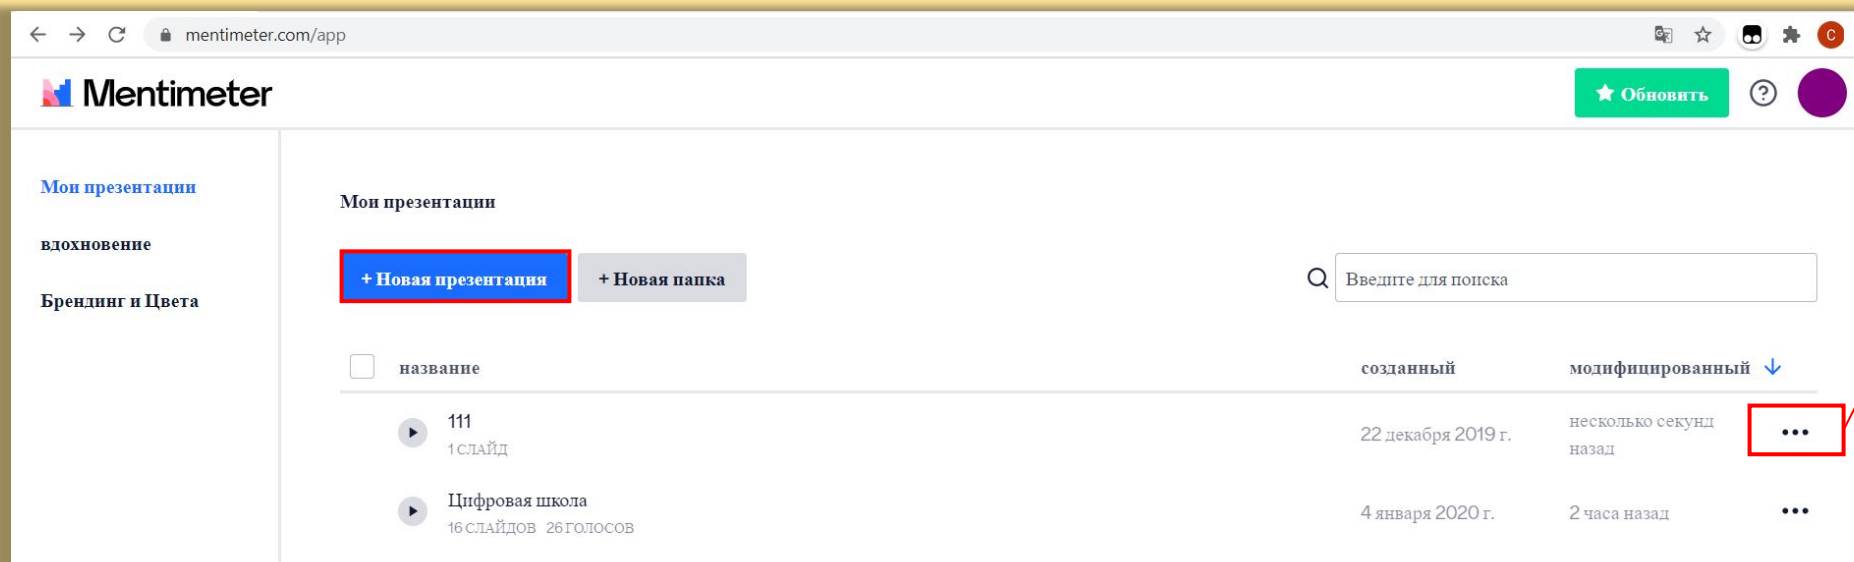 mentimeter.com/app
C
Mentimeter
★ Обновить
?
Мои презентации
вдохновение
Брендинг и Цвета
Мои презентации
+ Новая презентация
+ Новая папка
Введите для поиска
название
созданный
модифицированный
111
1 СЛАЙД
22 декабря 2019 г.
несколько секунд
назад
Цифровая школа
16 СЛАЙДОВ 26 ГОЛОСОВ
4 января 2020 г.
2 часа назад